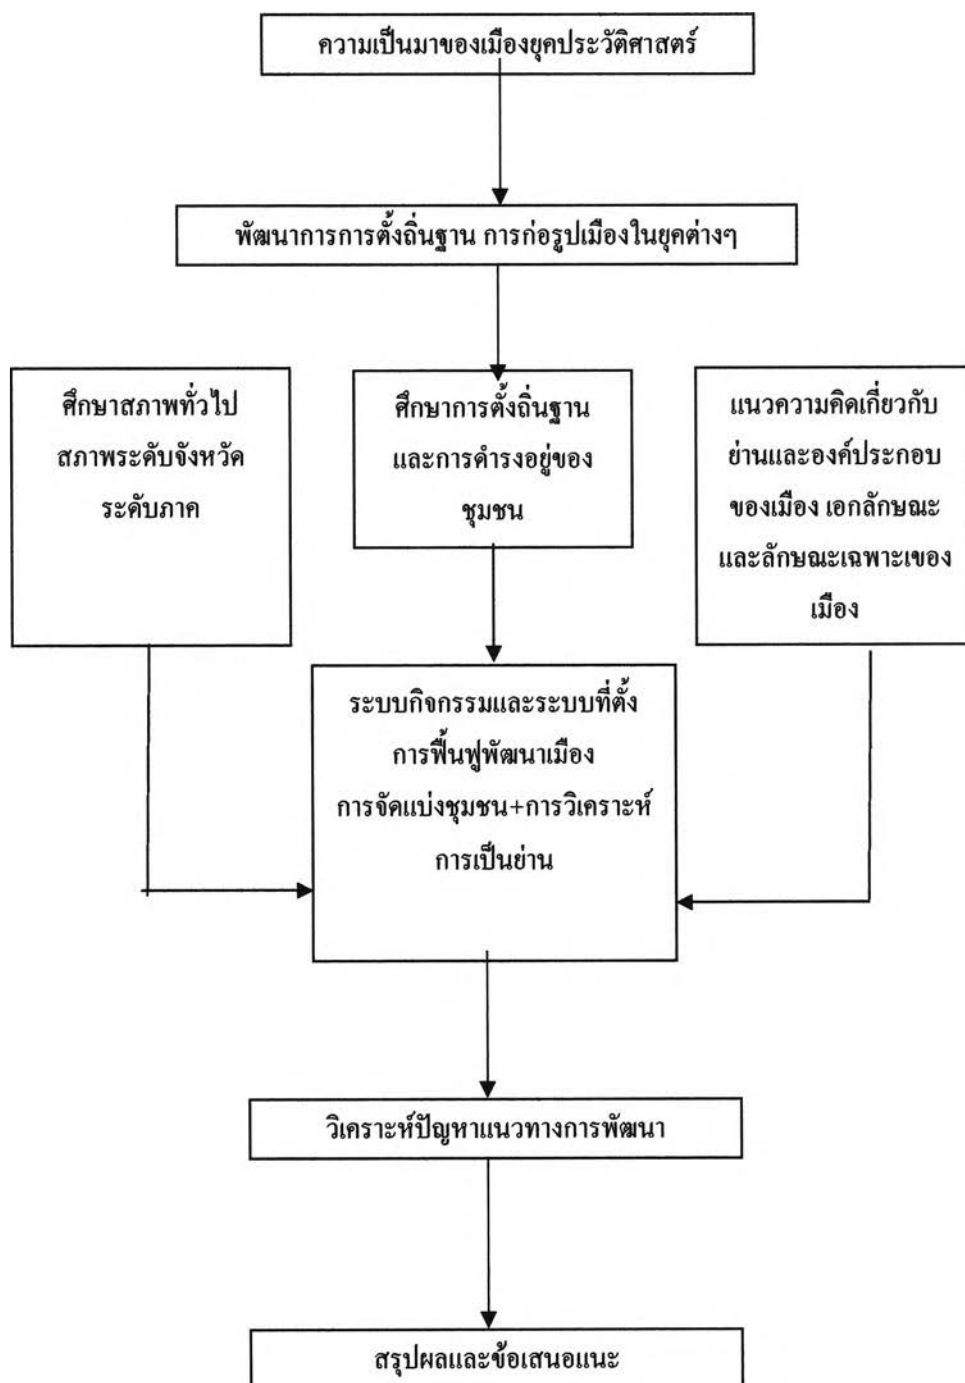 ความเป็นมาของเมืองยุคประวัติศาสตร์
พัฒนาการการตั้งถิ่นฐาน การก่อรูปเมืองในยุคต่างๆ
ศึกษาสภาพทั่วไป
สภาพระดับจังหวัด
ระดับภาค
ศึกษาการตั้งถิ่นฐาน
และการดำรงอยู่ของ
ชุมชน
แนวความคิดเกี่ยวกับ
ย่านและองค์ประกอบ
ของเมือง เอกลักษณะ
และลักษณะเฉพาะเของ
เมือง
ระบบกิจกรรมและระบบที่ตั้ง
การฟื้นฟูพัฒนาเมือง
การจัดแบ่งชุมชน+การวิเคราะห์
การเป็นย่าน
วิเคราะห์ปัญหาแนวทางการพัฒนา
สรุปผลและข้อเสนอแนะ